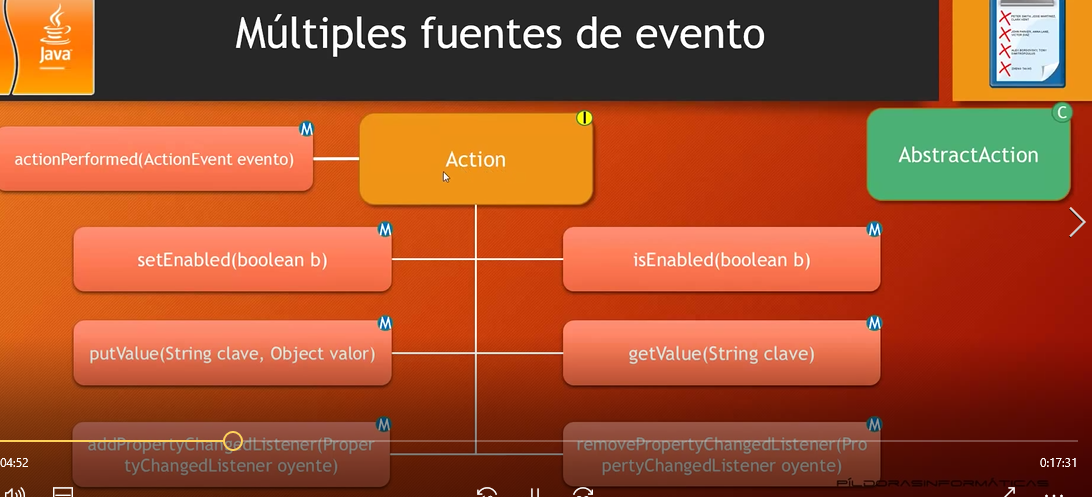 Java
Múltiples fuentes de evento
I
C
M
actionPerformed(ActionEvent evento)
Action
AbstractAction
M
M
setEnabled(boolean b)
isEnabled(boolean b)
M
M
putValue(String clave, Object valor)
getValue(String clave)
M
M
addPropertyChangedListener(Proper
tyChangedListener oyente)
removePropertyChangedListener(Pro
pertyChangedListener oyente)
04:52
0:17:31
PÍLDORASINFORMÁTICAS